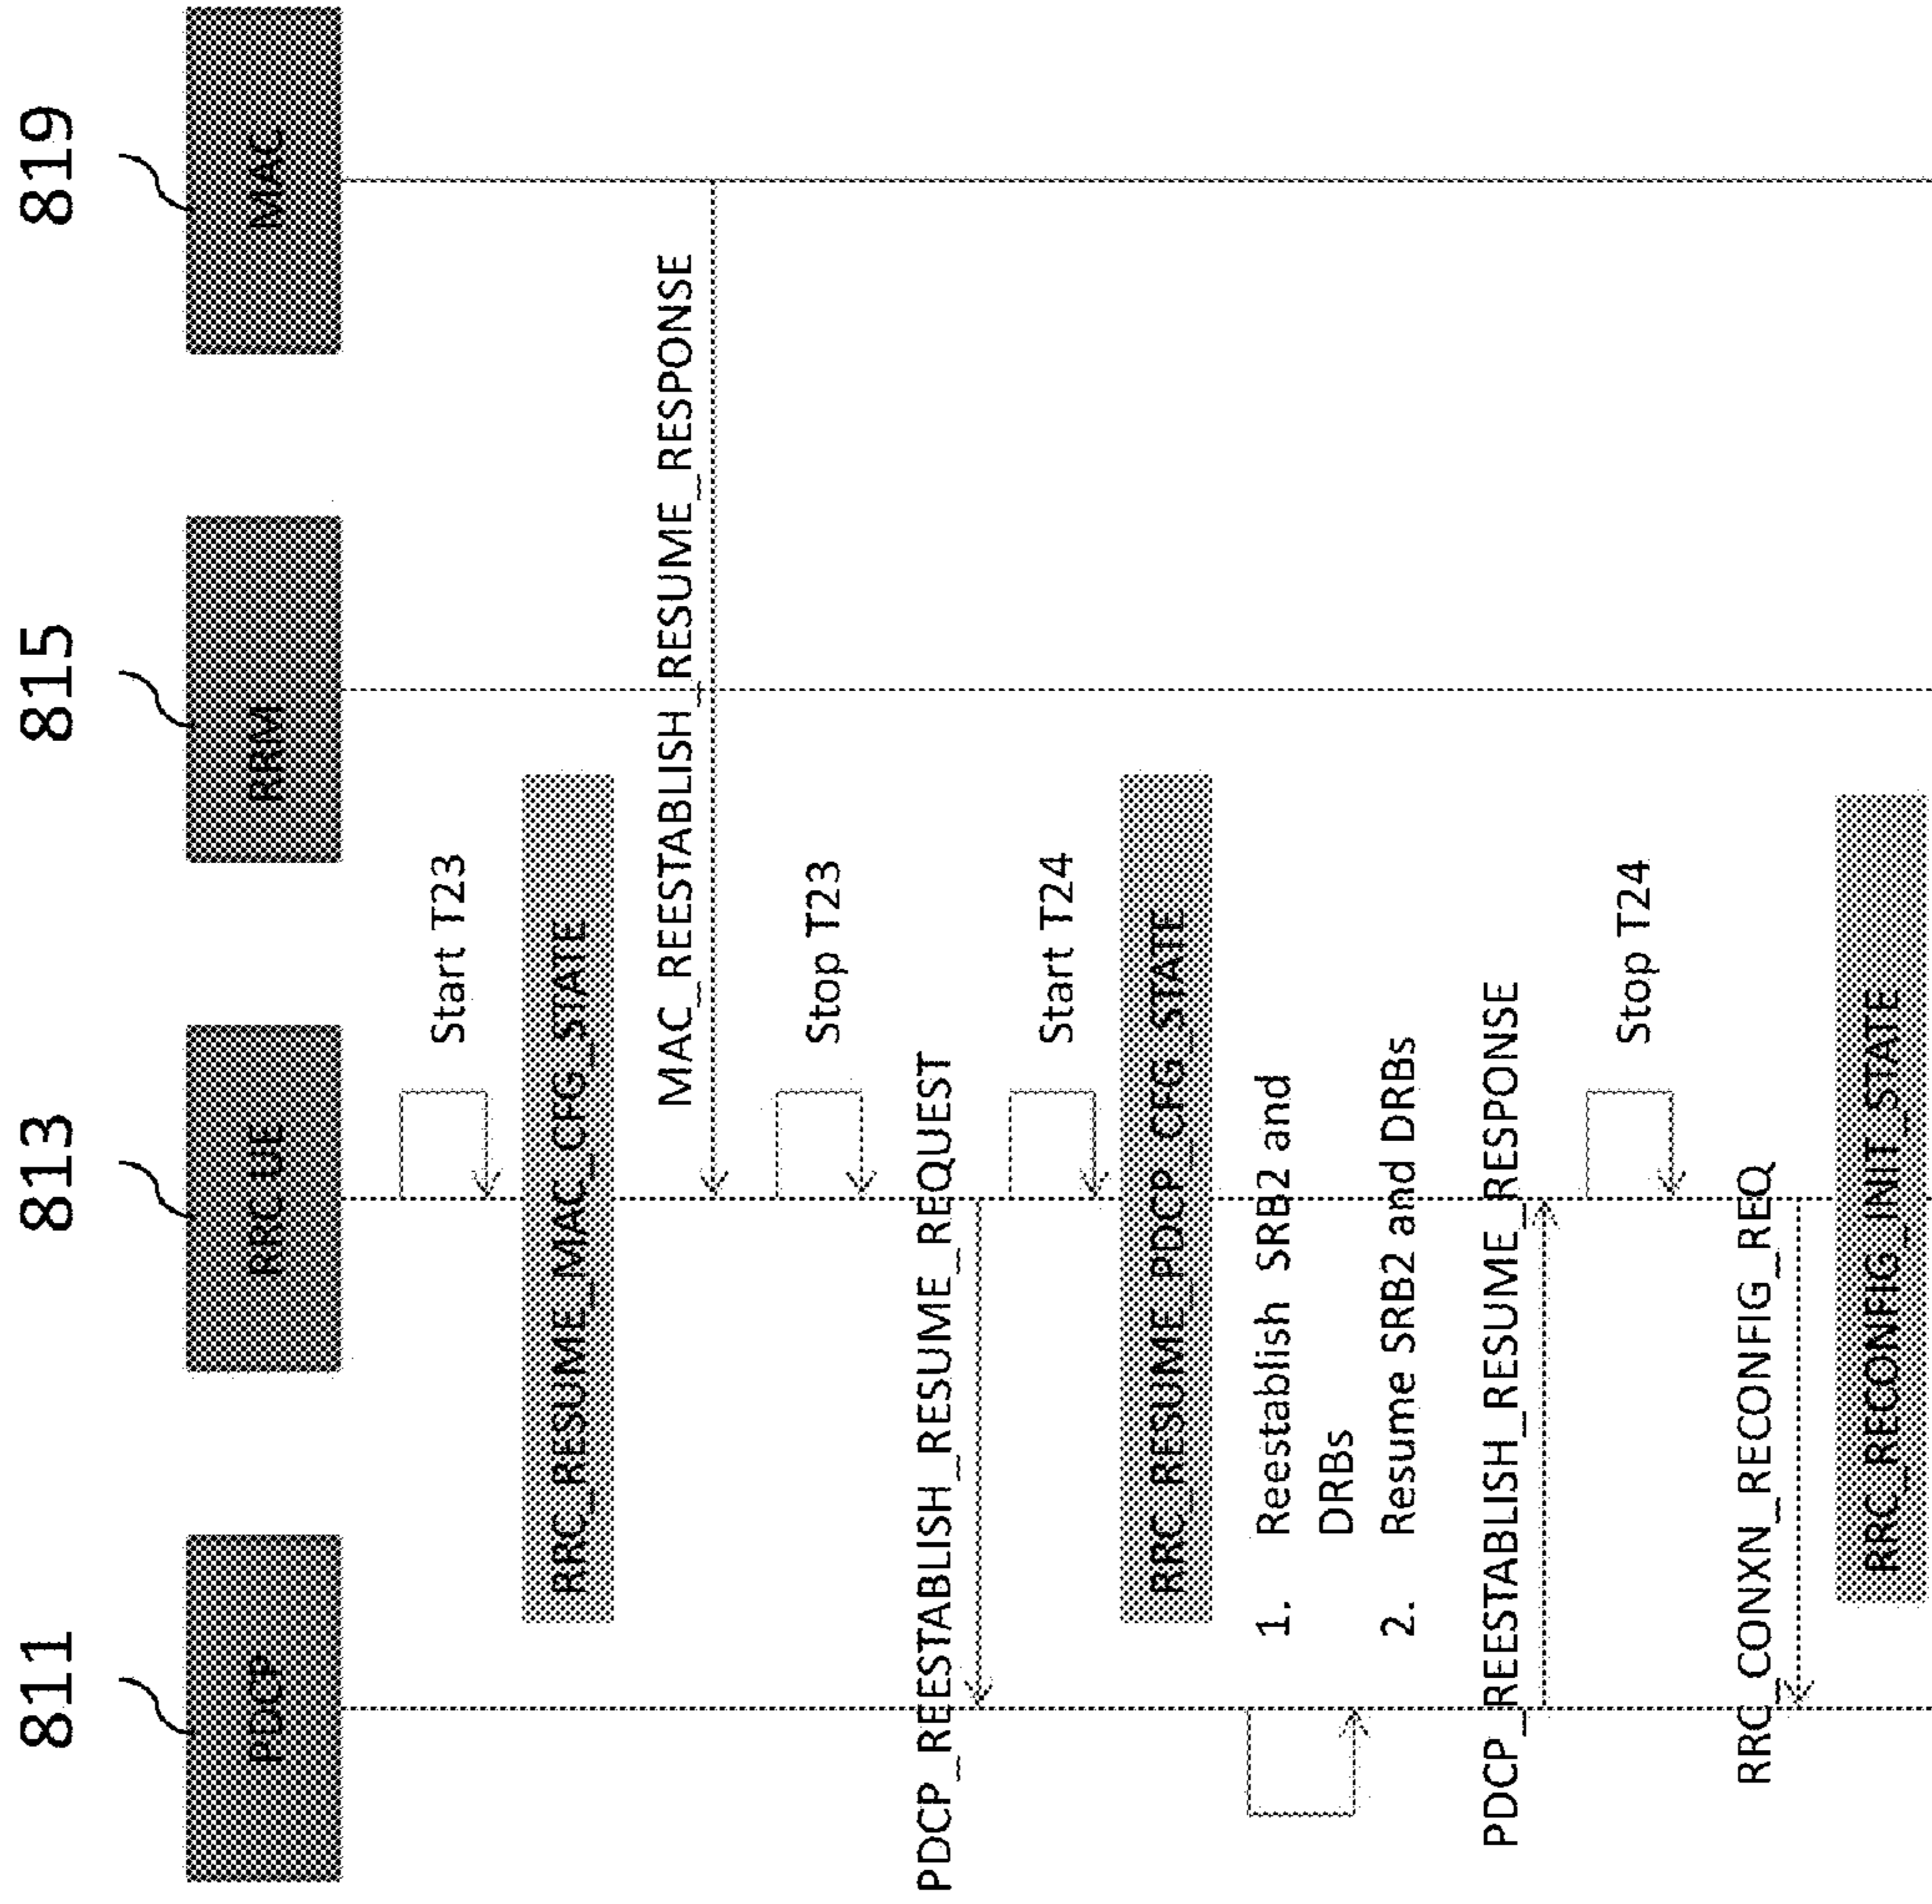 811
813
815
819
PDCP
RRC UE
RRM
MAC
Start T23
RRC_RESUME_MAC_CFG_STATE
MAC_REESTABLISH_RESUME_RESPONSE
Stop T23
PDCP_REESTABLISH_RESUME_REQUEST
Start T24
RRC_RESUME_PDCP_CFG_STATE
1. Reestablish SRB2 and
DRBs
2. Resume SRB2 and DRBs
PDCP_REESTABLISH_RESUME_RESPONSE
Stop T24
RRC_CONXN_RECONFIG_REQ
RRC_RECONFIG_INIT_STATE